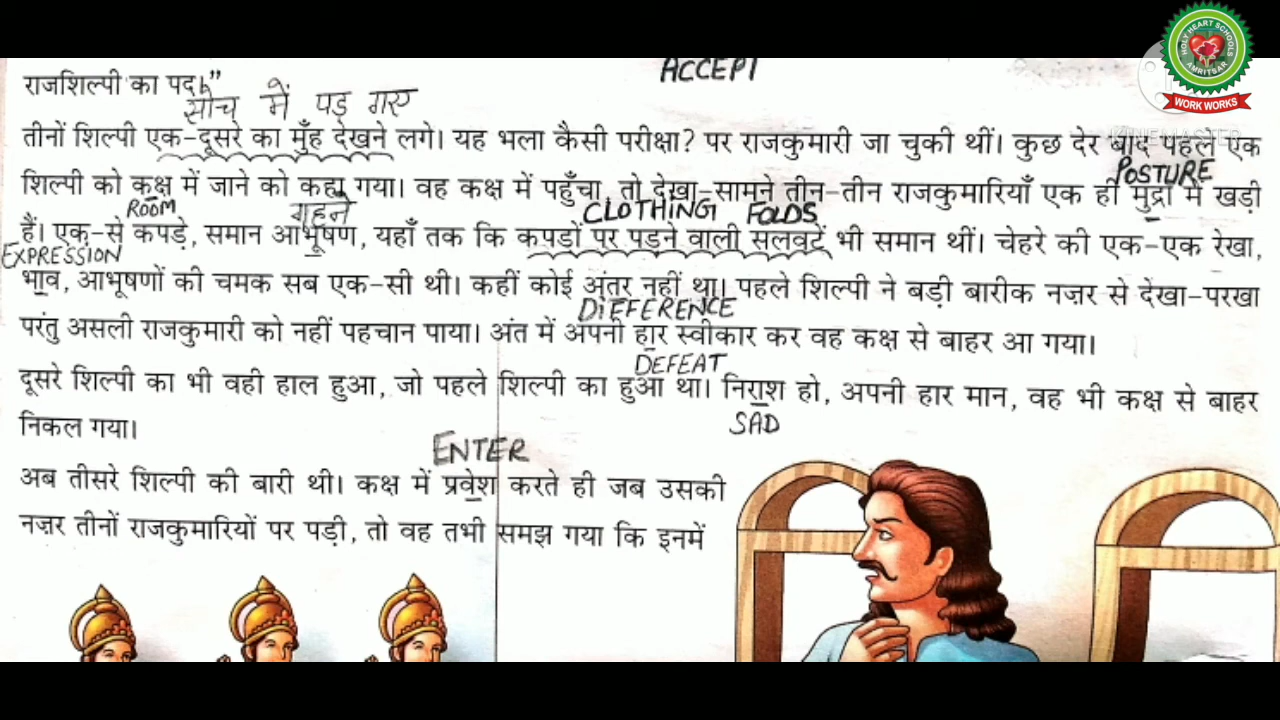 ACCEPT
राजशिल्पी का पद।”
सोच में पड़ गए
तीनों शिल्पी एक-दूसरे का मुँह देखने लगे। यह भला कैसी परीक्षा? पर राजकुमारी जा चुकी थीं। कुछ देर बाद पहले एक
POSTURE
शिल्पी को कक्ष में जाने को कहा गया। वह कक्ष में पहुँचा तो देखा-सामने तीन-तीन राजकुमारियाँ एक ही मुद्रा में खड़ी
ROOM गहने CLOTHING FOLDS
हैं। एक-से कपड़े, समान आभूषण, यहाँ तक कि कपड़ों पर पड़ने वाली सलवटें भी समान थीं। चेहरे की एक-एक रेखा,
EXPRESSION
भाव, आभूषणों की चमक सब एक-सी थी। कहीं कोई अंतर नहीं था। पहले शिल्पी ने बड़ी बारीक नज़र से देखा-परखा
DIFFERENCE
परंतु असली राजकुमारी को नहीं पहचान पाया। अंत में अपनी हार स्वीकार कर वह कक्ष से बाहर आ गया।
DEFEAT
दूसरे शिल्पी का भी वही हाल हुआ, जो पहले शिल्पी का हुआ था। निराश हो, अपनी हार मान, वह भी कक्ष से बाहर
SAD
निकल गया।
ENTER
अब तीसरे शिल्पी की बारी थी। कक्ष में प्रवेश करते ही जब उसकी
नज़र तीनों राजकुमारियों पर पड़ी, तो वह तभी समझ गया कि इनमें
HOLY HEART SCHOOLS
AMRITSAR
WORK WORKS
KINEMASTER